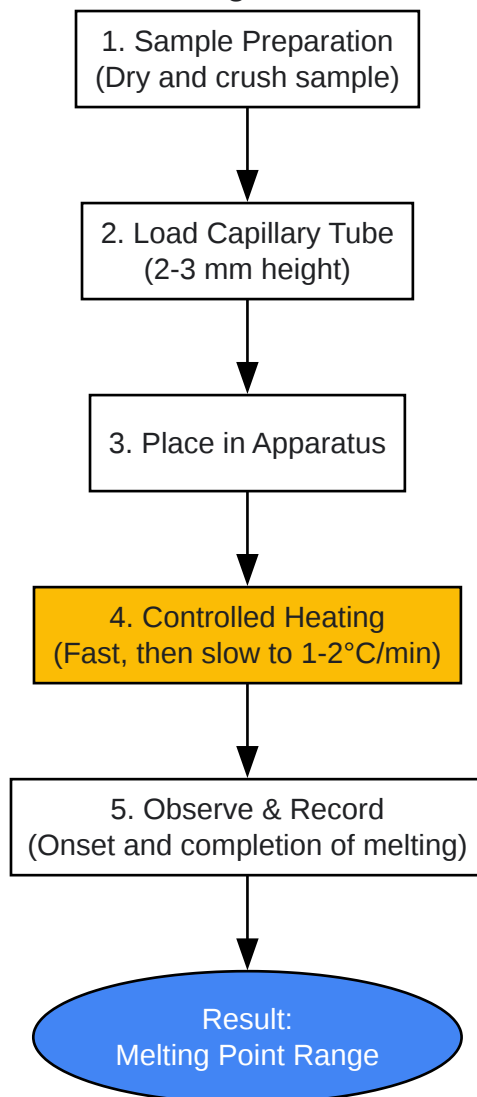 1. Sample Preparation
(Dry and crush sample)
2. Load Capillary Tube
(2-3 mm height)
3. Place in Apparatus
4. Controlled Heating
(Fast, then slow to 1-2°C/min)
5. Observe & Record
(Onset and completion of melting)
Result:
Melting Point Range